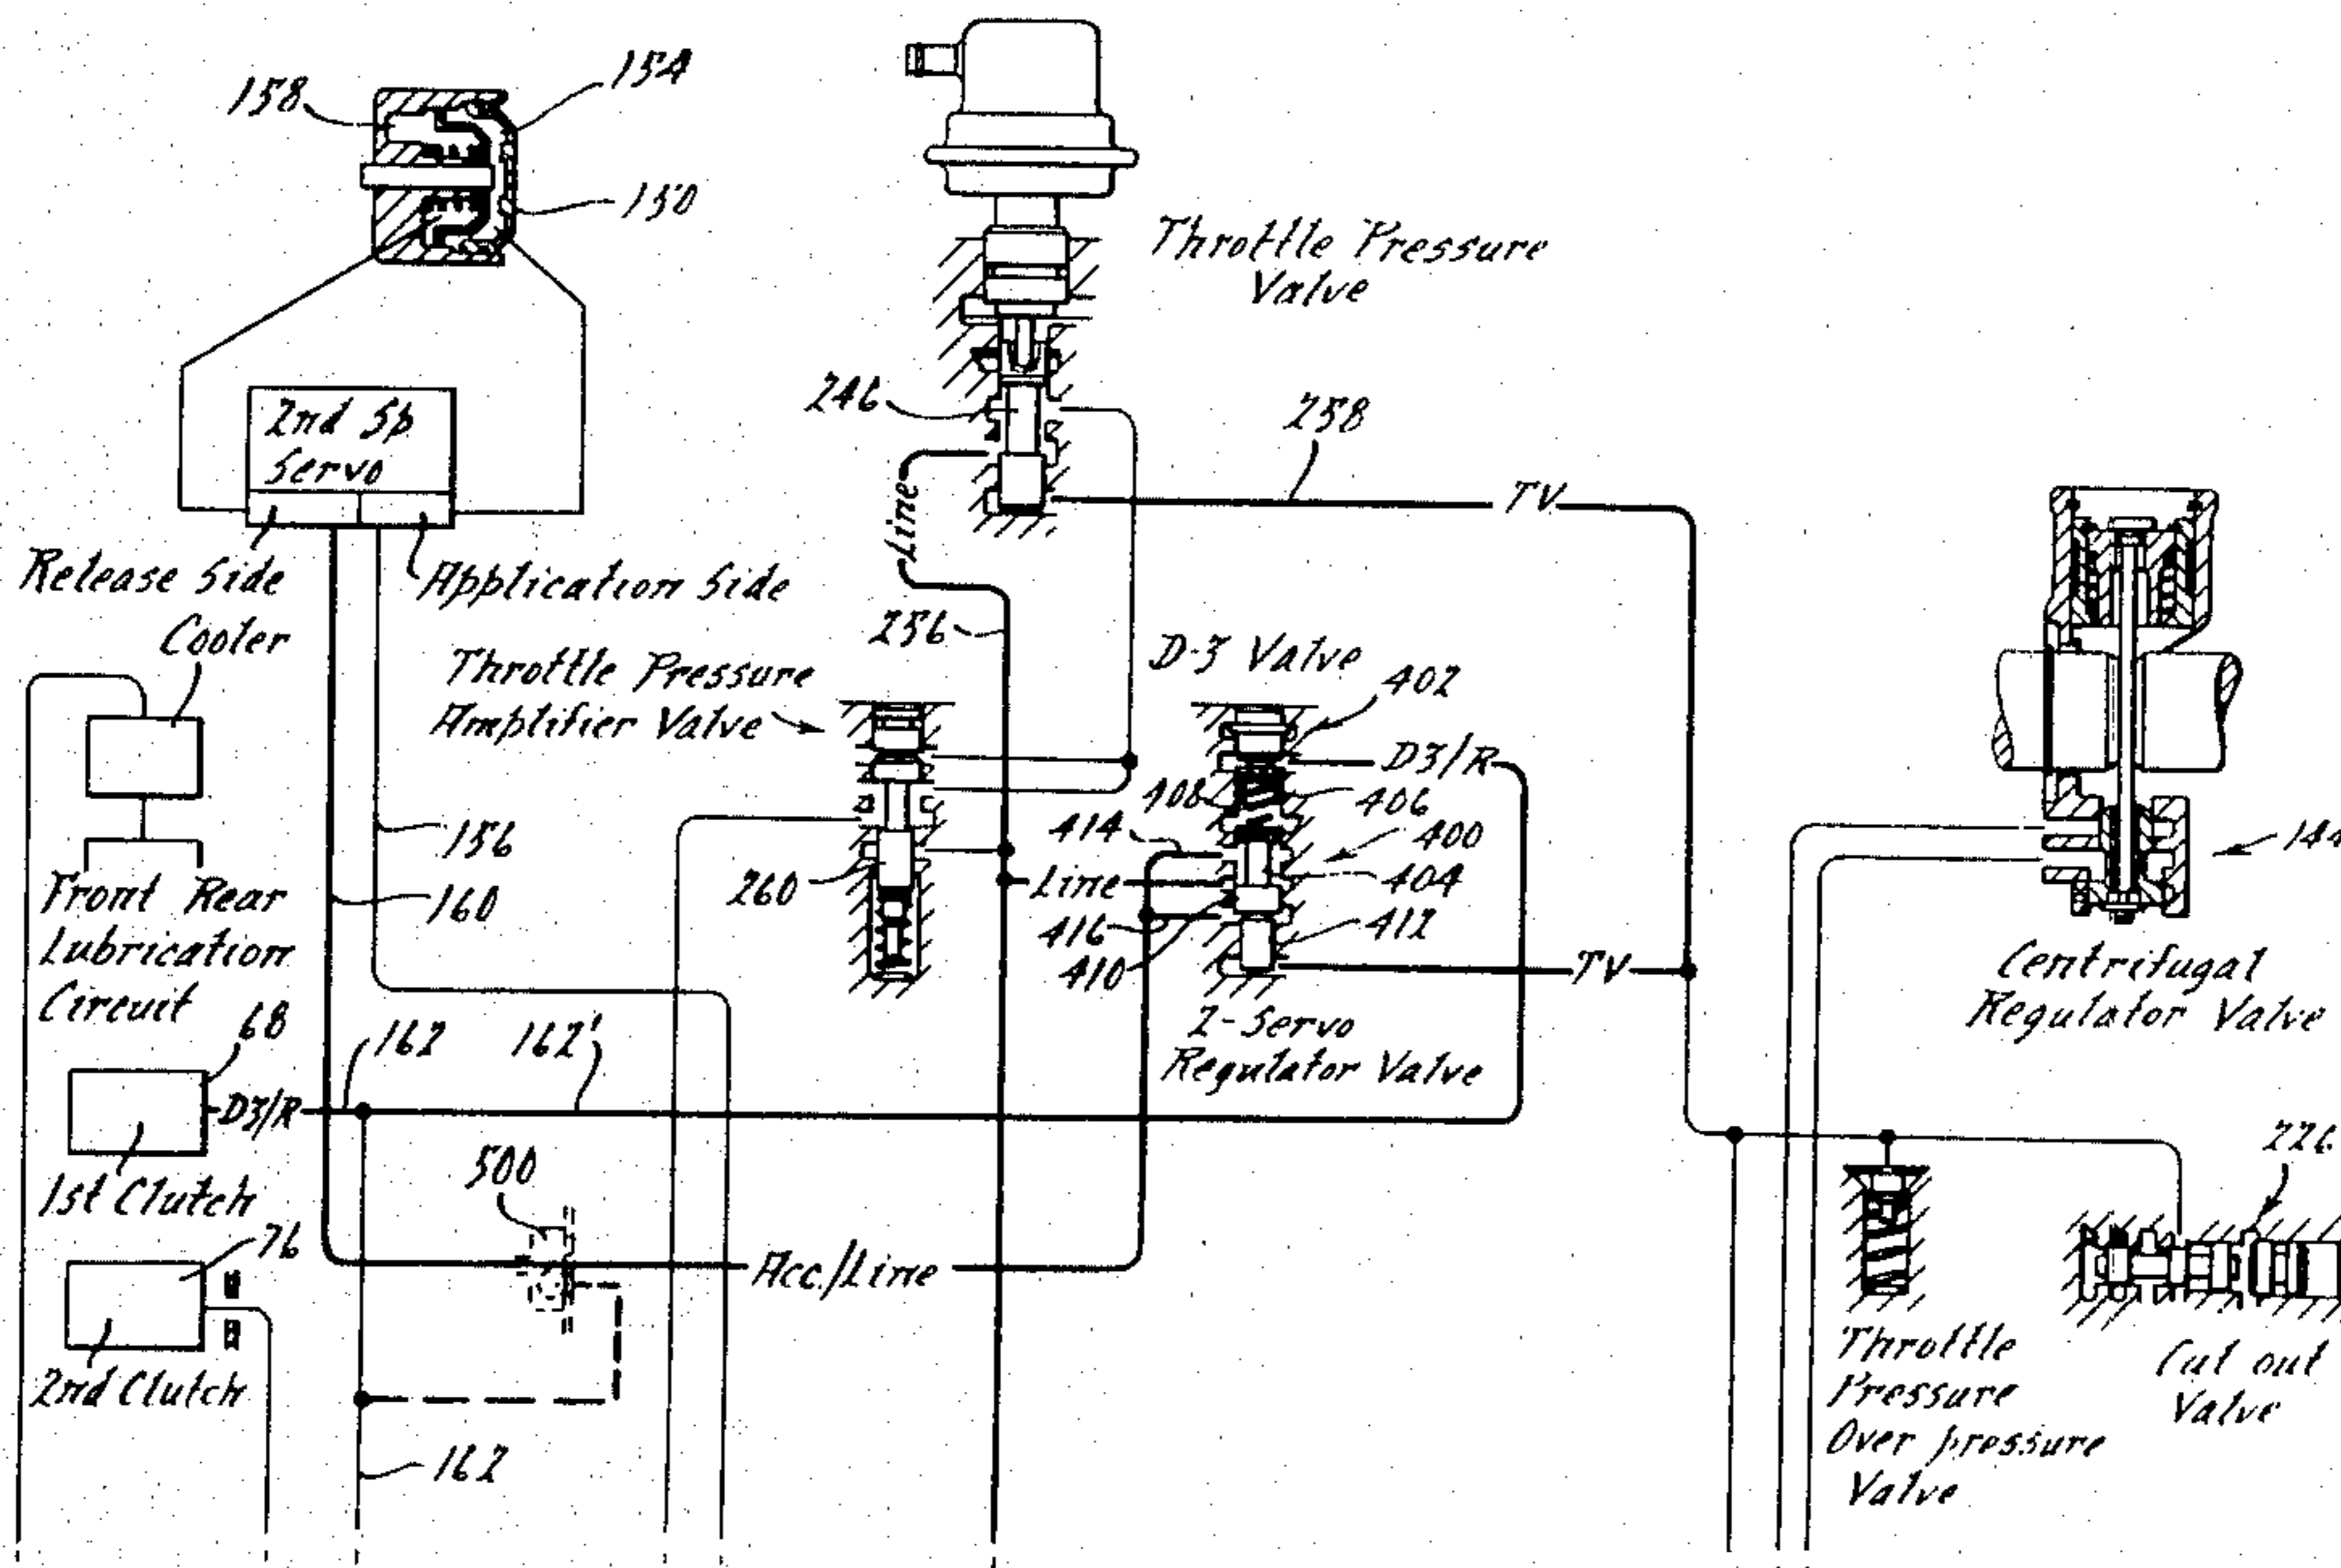 158
154
150
Throttle Pressure
Valve
246
258
2nd Sp
Servo
Line
TV
Release Side
Application Side
Cooler
256
Throttle Pressure
Amplifier Valve
D-3 Valve
402
D3/R
408
406
414
400
156
260
Line
404
144
Front Rear
160
416
412
Lubrication
410
TV
Centrifugal
Regulator Valve
Circuit
68
2-Servo
Regulator Valve
162
162'
D3/R
500
226
1st Clutch
76
Acc./Line
2nd Clutch
Throttle
Pressure
Over pressure
Valve
Cut out
Valve
162